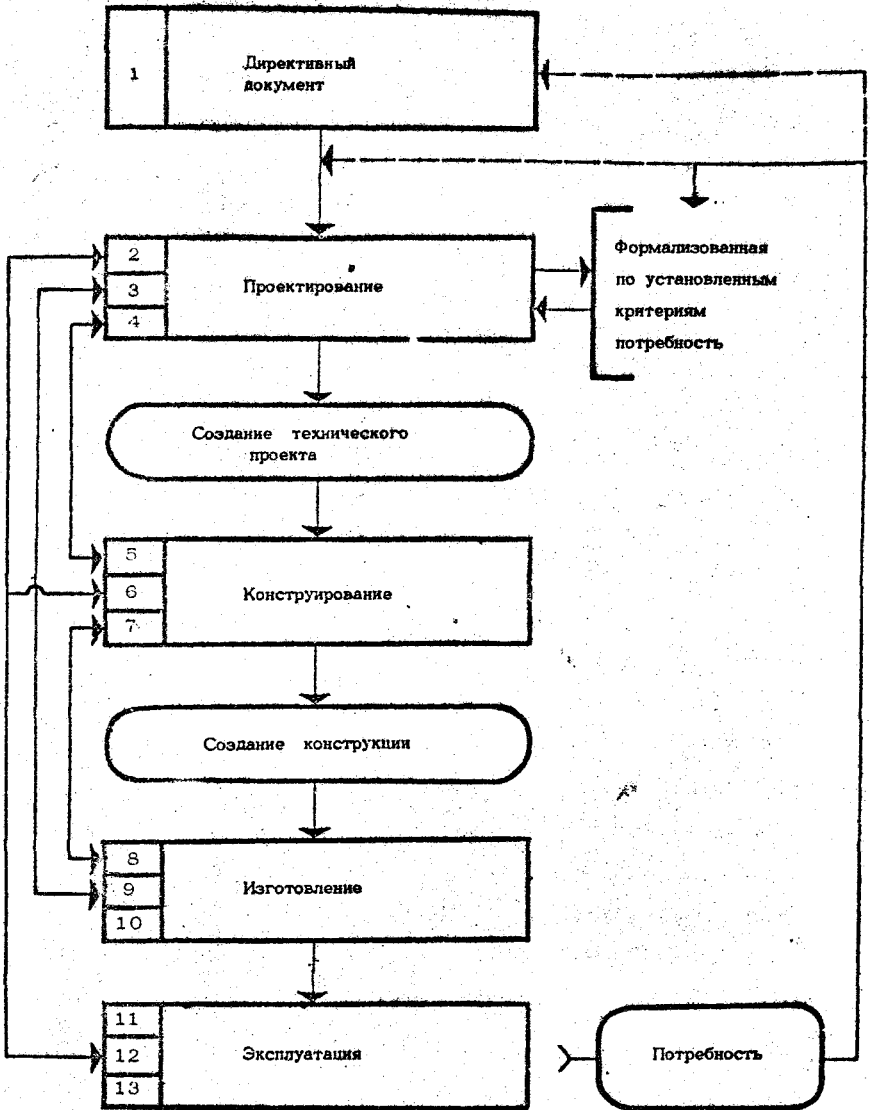 1
Директивный
документ
2
3
4
Проектирование
Формализованная
по установленным
критериям
потребность
Создание технического
проекта
5
6
7
Конструирование
Создание конструкции
8
9
10
Изготовление
11
12
13
Эксплуатация
Потребность